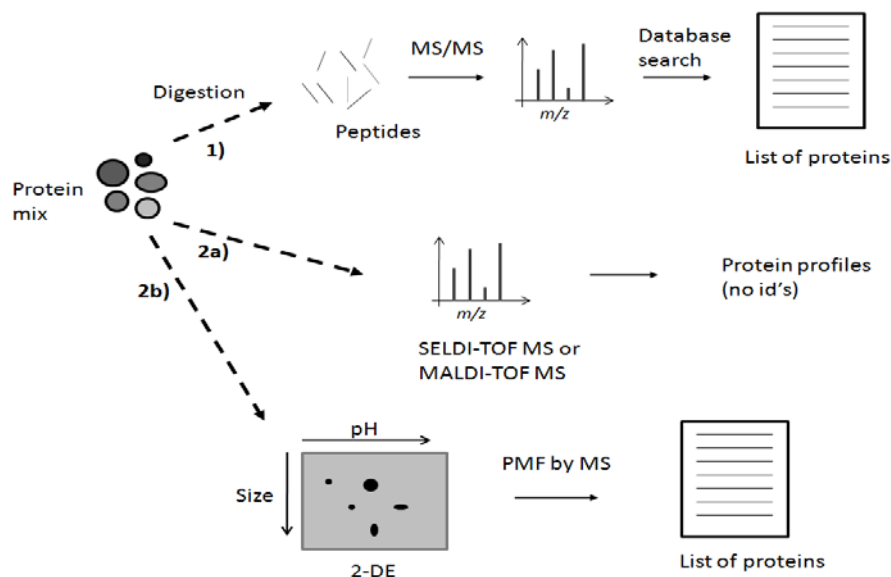 MS/MS
Database
search
Digestion
m/z
Peptides
1)
List of proteins
Protein
mix
2a)
2b)
Protein profiles
(no id's)
m/z
SELDI-TOF MS or
MALDI-TOF MS
pH
PMF by MS
Size
List of proteins
2-DE